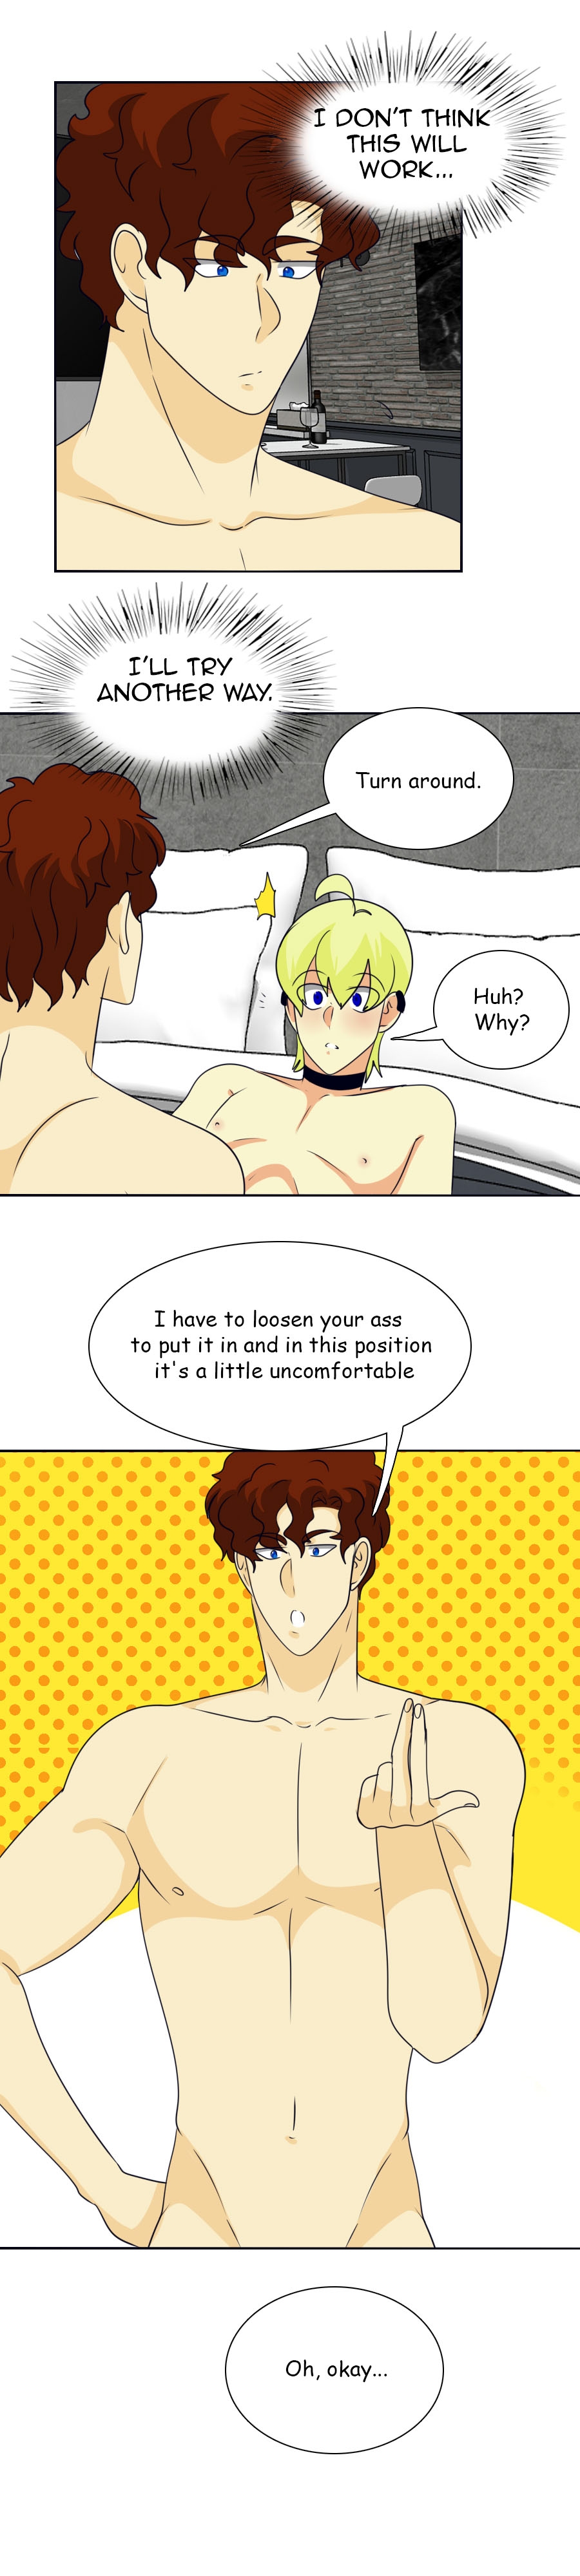 I DON'T THINK
THIS WILL
WORK...
I'LL TRY
ANOTHER WAY.
Turn around.
Huh?
Why?
I have to loosen your ass
to put it in and in this position
it's a little uncomfortable
Oh, okay...